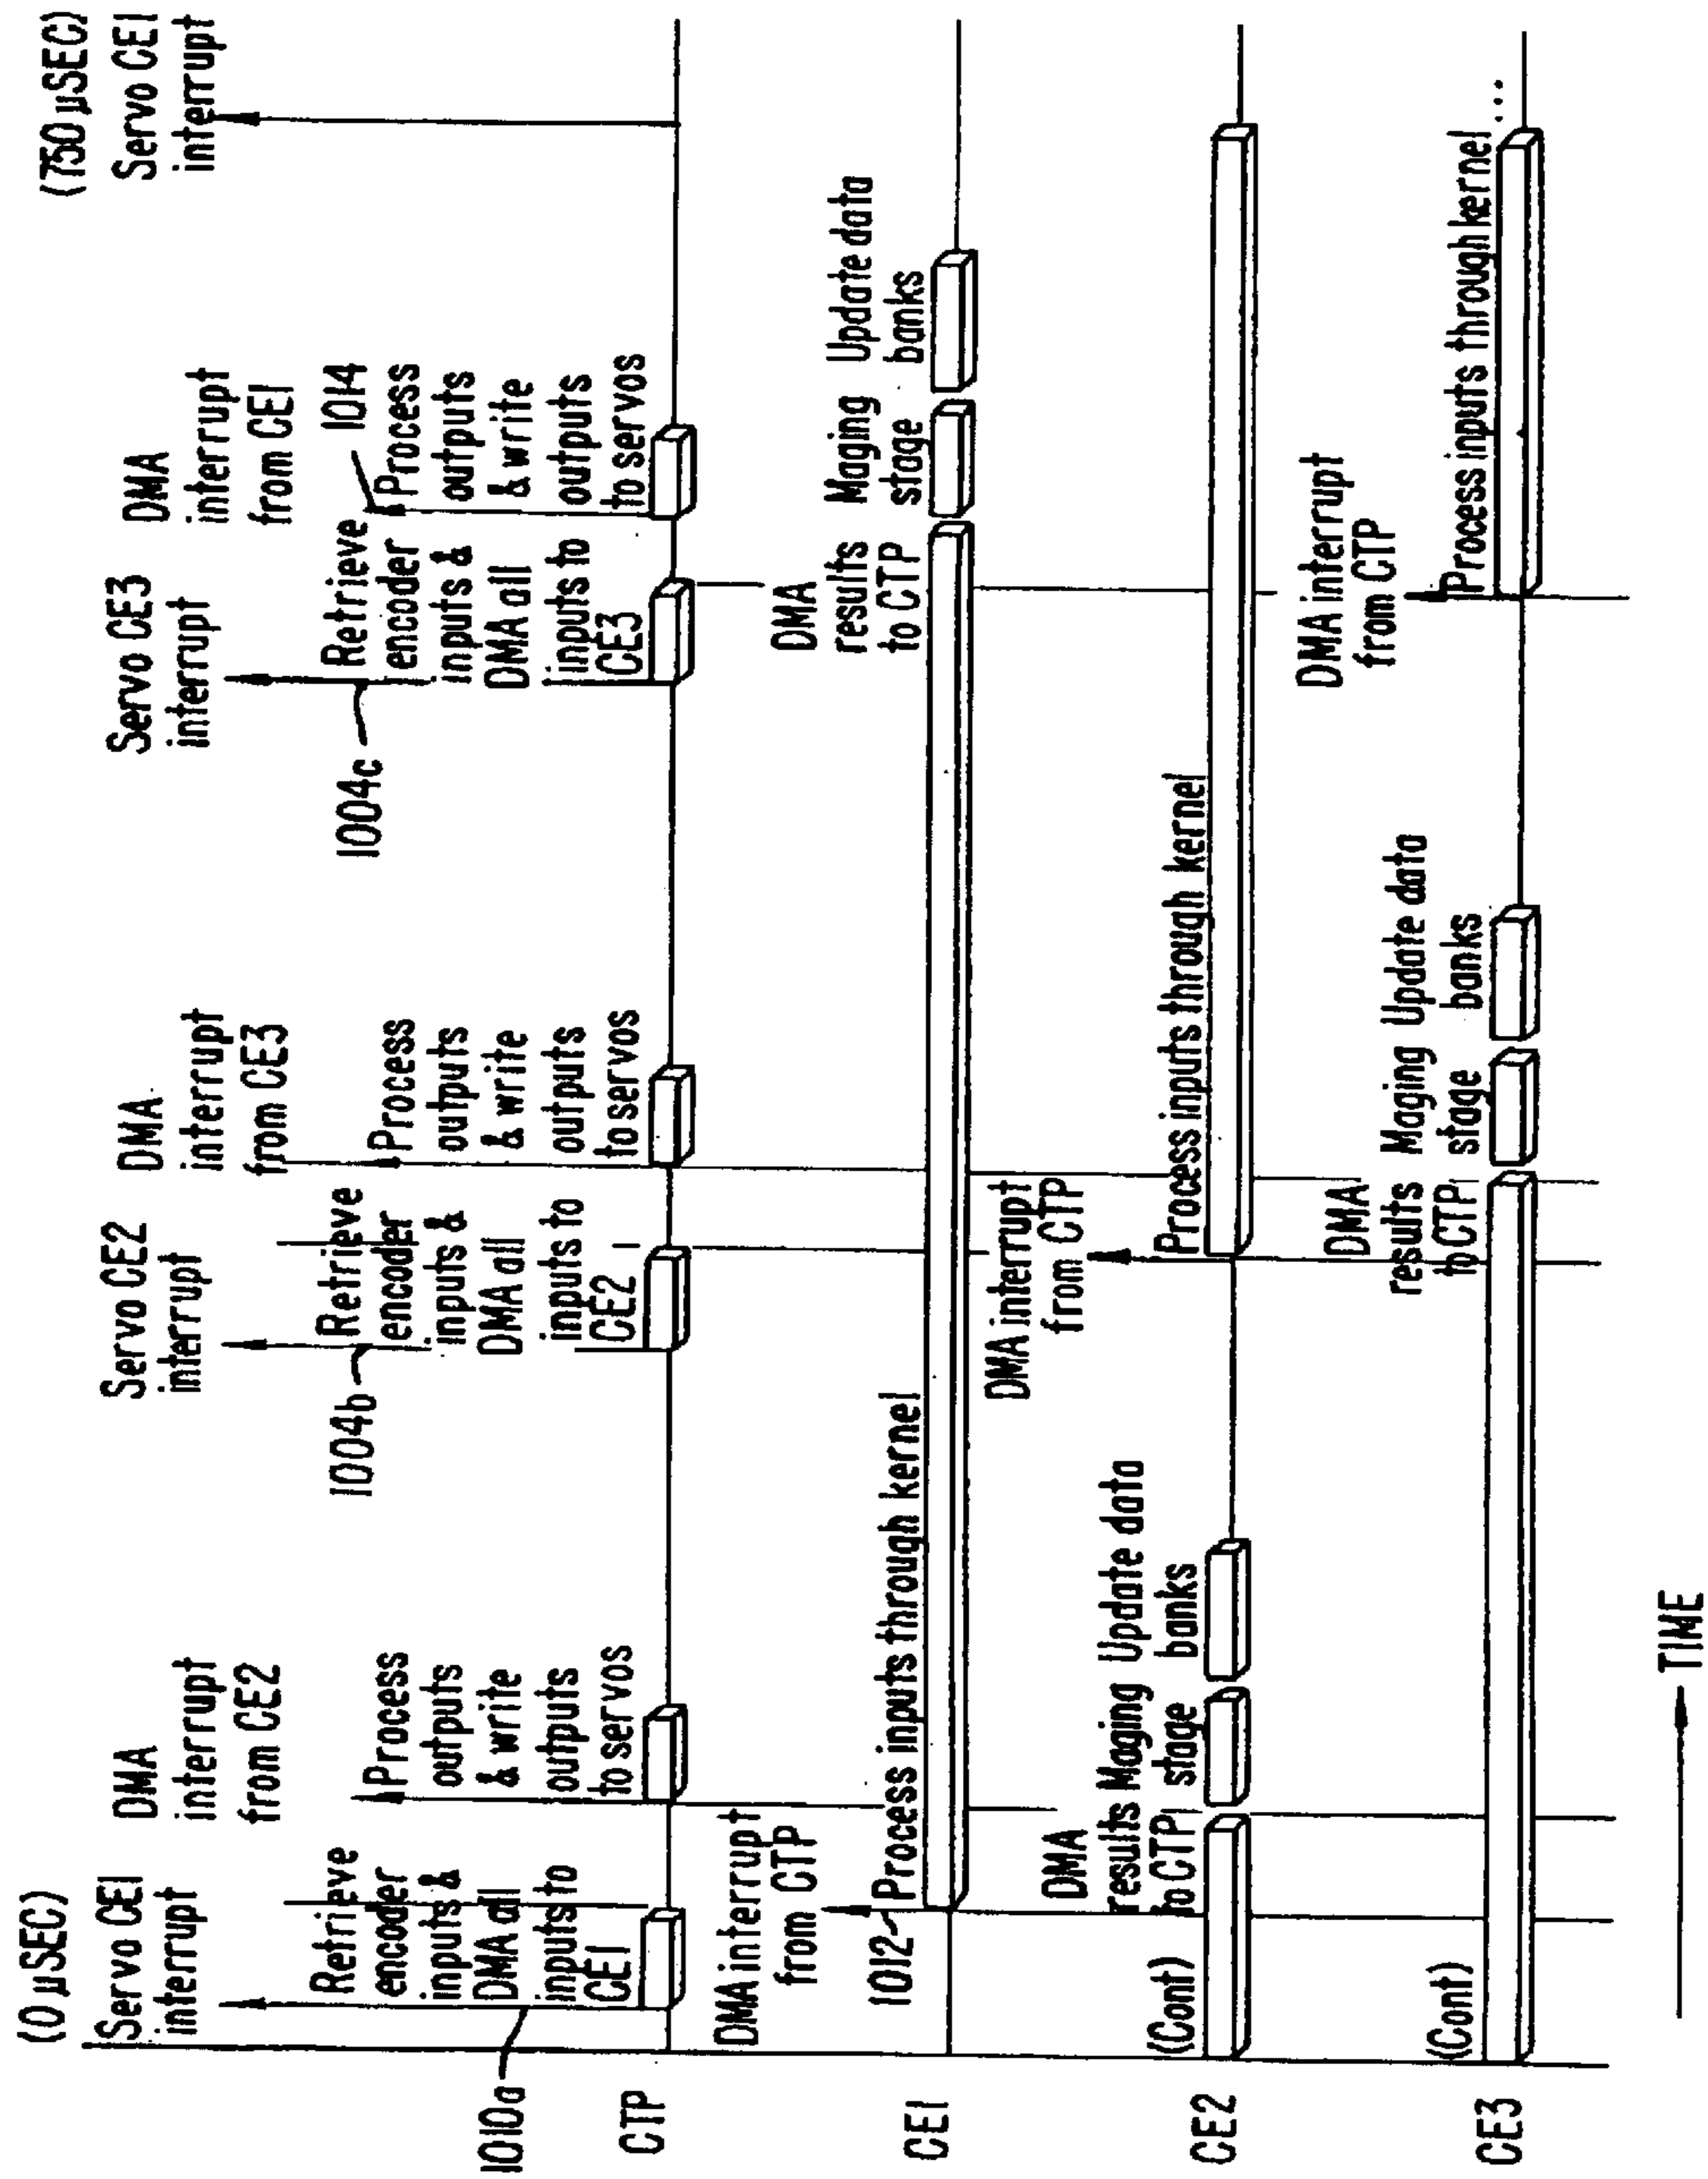 (0 µSEC)
Servo CE1
interrupt
DMA
interrupt
from CE2
Servo CE2
interrupt
DMA
interrupt
from CE3
Servo CE3
interrupt
DMA
interrupt
from CE1
(750 µSEC)
Servo CE1
interrupt
1010a
Retrieve
encoder
inputs &
DMA all
inputs to
CE1
Process
outputs
& write
outputs
to servos
1004b
Retrieve
encoder
inputs &
DMA all
inputs to
CE2
Process
outputs
& write
outputs
to servos
1004c
Retrieve
encoder
inputs &
DMA all
inputs to
CE3
1014
Process
outputs
& write
outputs
to servos
CTP
DMA interrupt
from CTP
1012
Process inputs through kernel
DMA
results
to CTP
Maging
stage
Update data
banks
CE1
(Cont)
DMA
results
to CTP
Maging
stage
Update data
banks
DMA interrupt
from CTP
Process inputs through kernel
CE2
(Cont)
DMA
results
to CTP
Maging
stage
Update data
banks
DMA interrupt
from CTP
Process inputs through kernel...
CE3
TIME